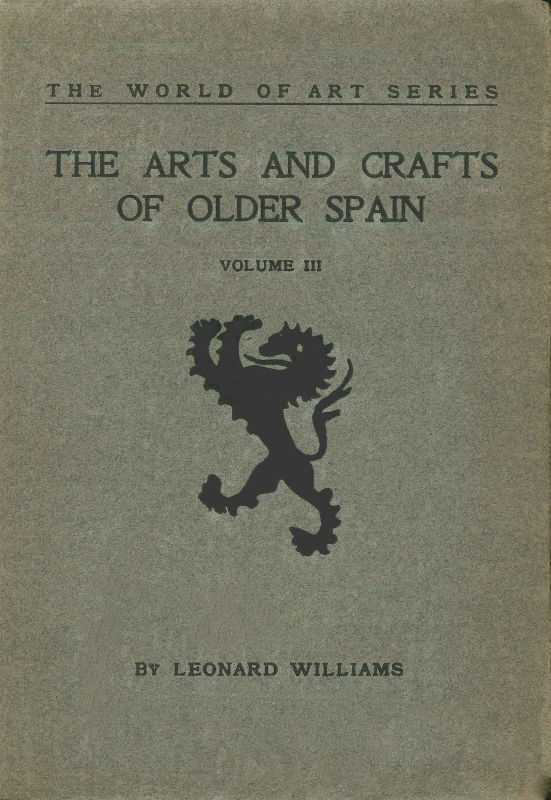 THE WORLD OF ART SERIES
THE ARTS AND CRAFTS
OF OLDER SPAIN
VOLUME III
BY LEONARD WILLIAMS